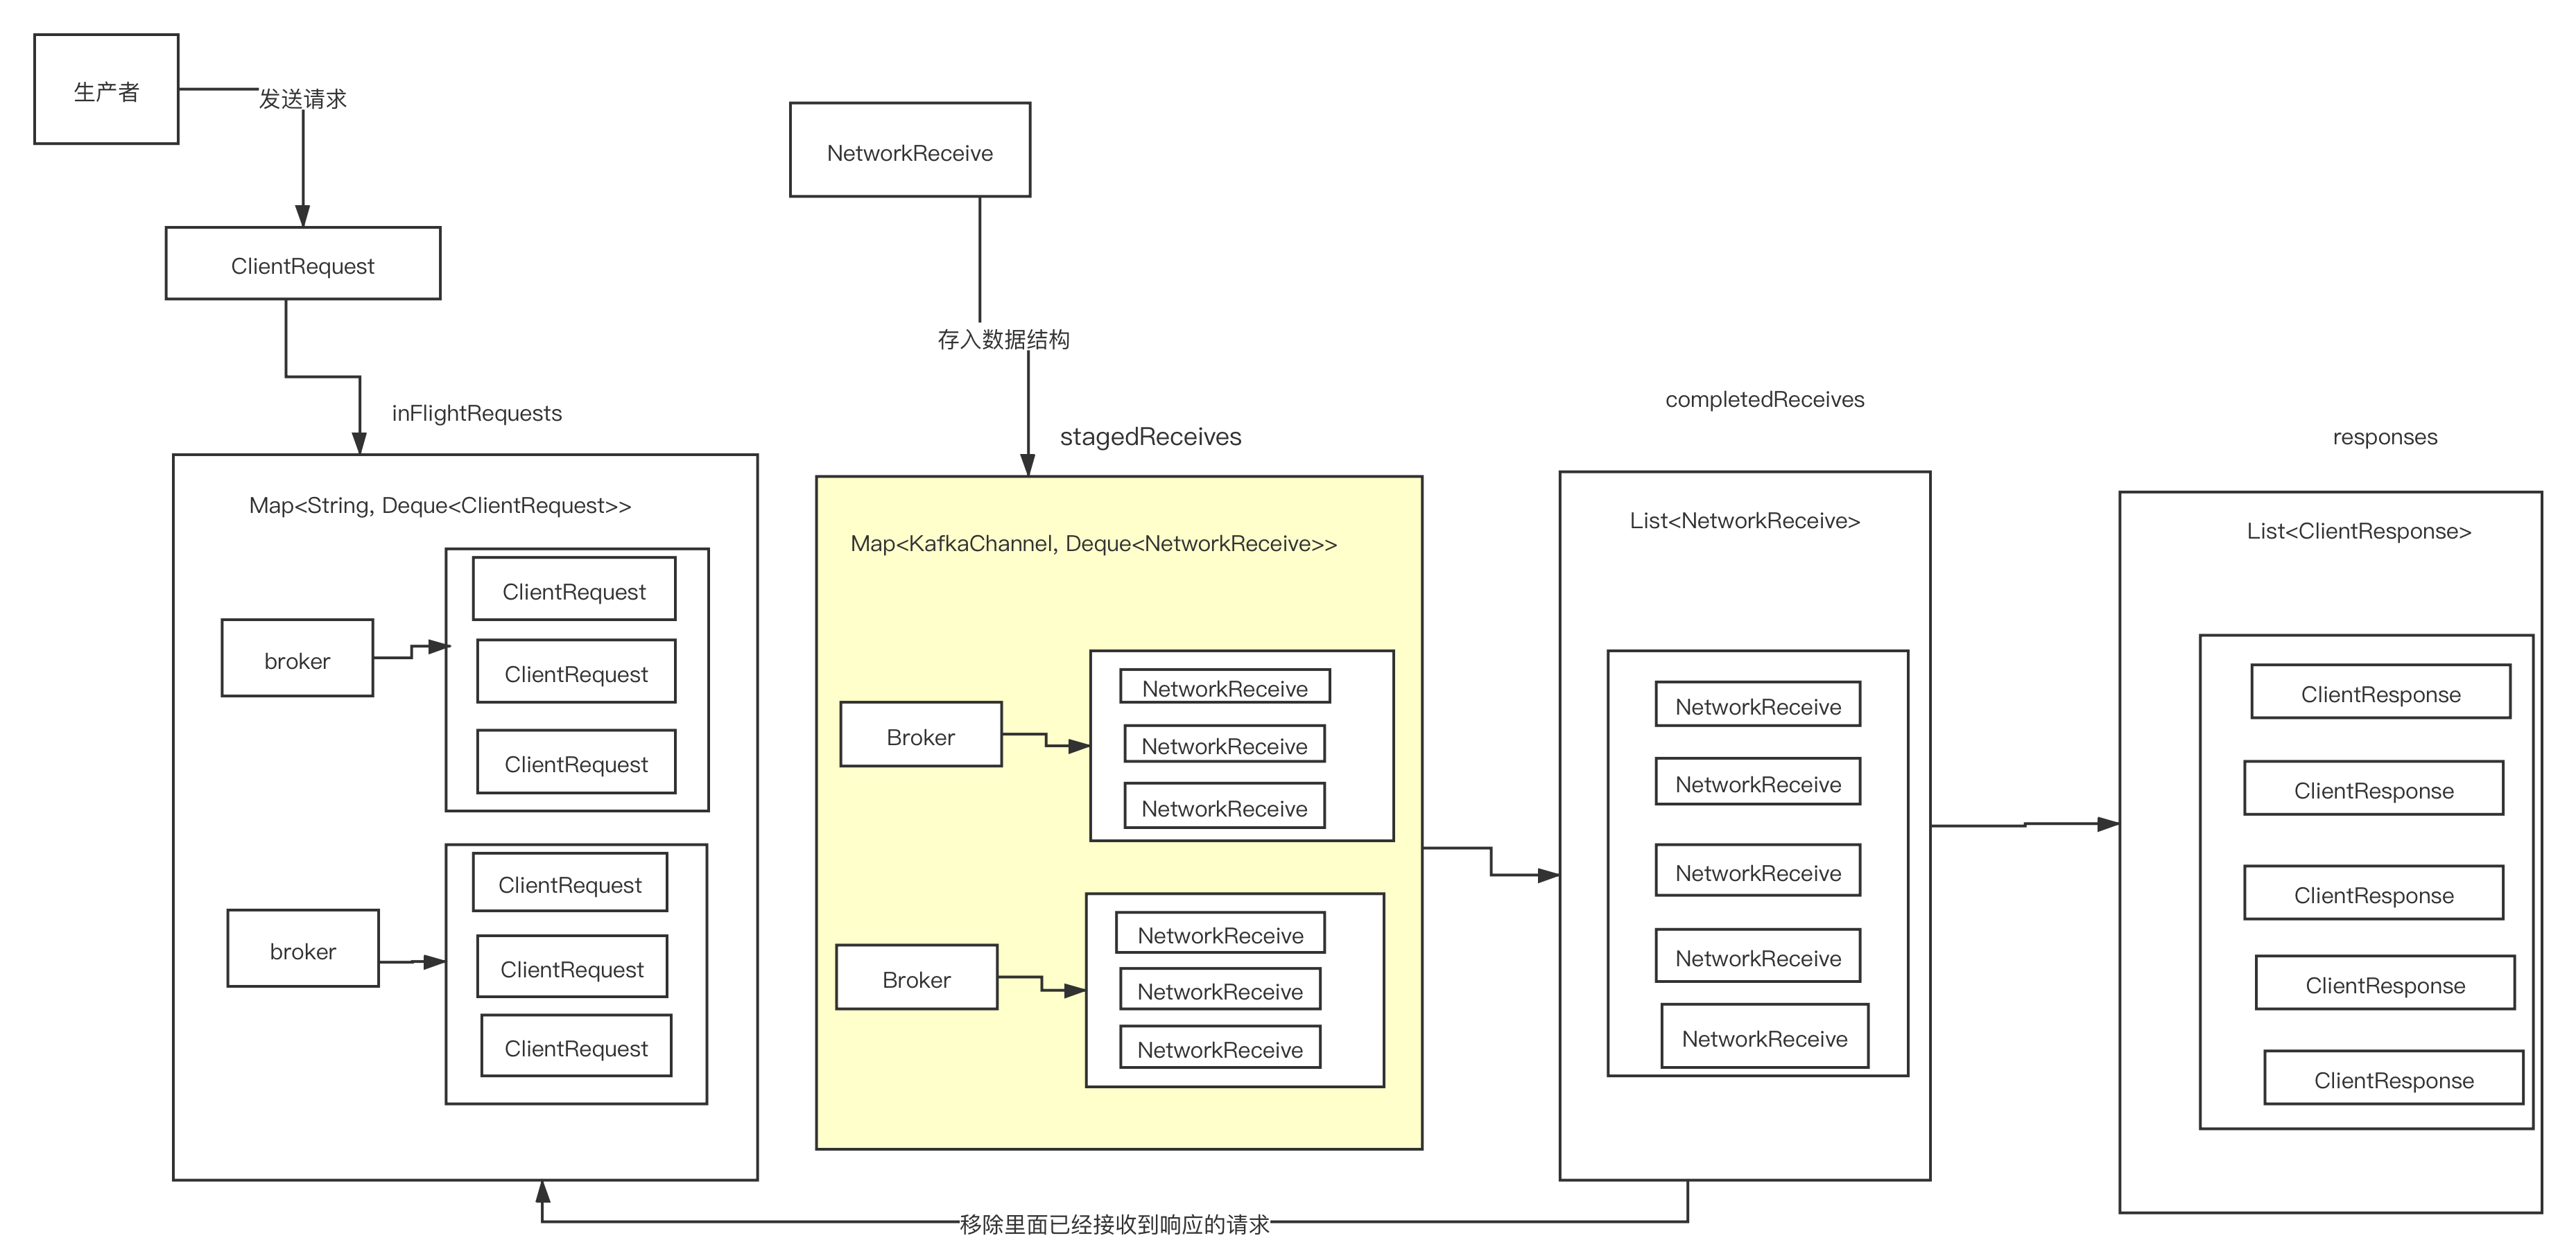 生产者
发送请求
ClientRequest
inFlightRequests
Map<String, Deque<ClientRequest>>
broker
ClientRequest
ClientRequest
ClientRequest
broker
ClientRequest
ClientRequest
ClientRequest
NetworkReceive
存入数据结构
stagedReceives
Map<KafkaChannel, Deque<NetworkReceive>>
Broker
NetworkReceive
NetworkReceive
NetworkReceive
Broker
NetworkReceive
NetworkReceive
NetworkReceive
completedReceives
List<NetworkReceive>
NetworkReceive
NetworkReceive
NetworkReceive
NetworkReceive
NetworkReceive
responses
List<ClientResponse>
ClientResponse
ClientResponse
ClientResponse
ClientResponse
ClientResponse
移除里面已经接收到响应的请求